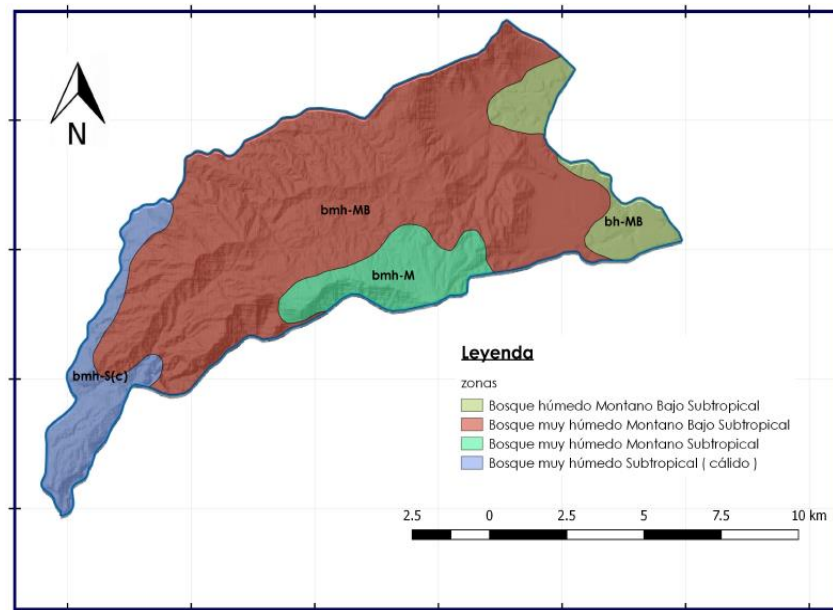 N
bmh-MB
bh-MB
bmh-M
bmh-S(c)
Leyenda
zonas
Bosque húmedo Montano Bajo Subtropical
Bosque muy húmedo Montano Bajo Subtropical
Bosque muy húmedo Montano Subtropical
Bosque muy húmedo Subtropical ( cálido )
2.5 0 2.5 5 7.5 10 km